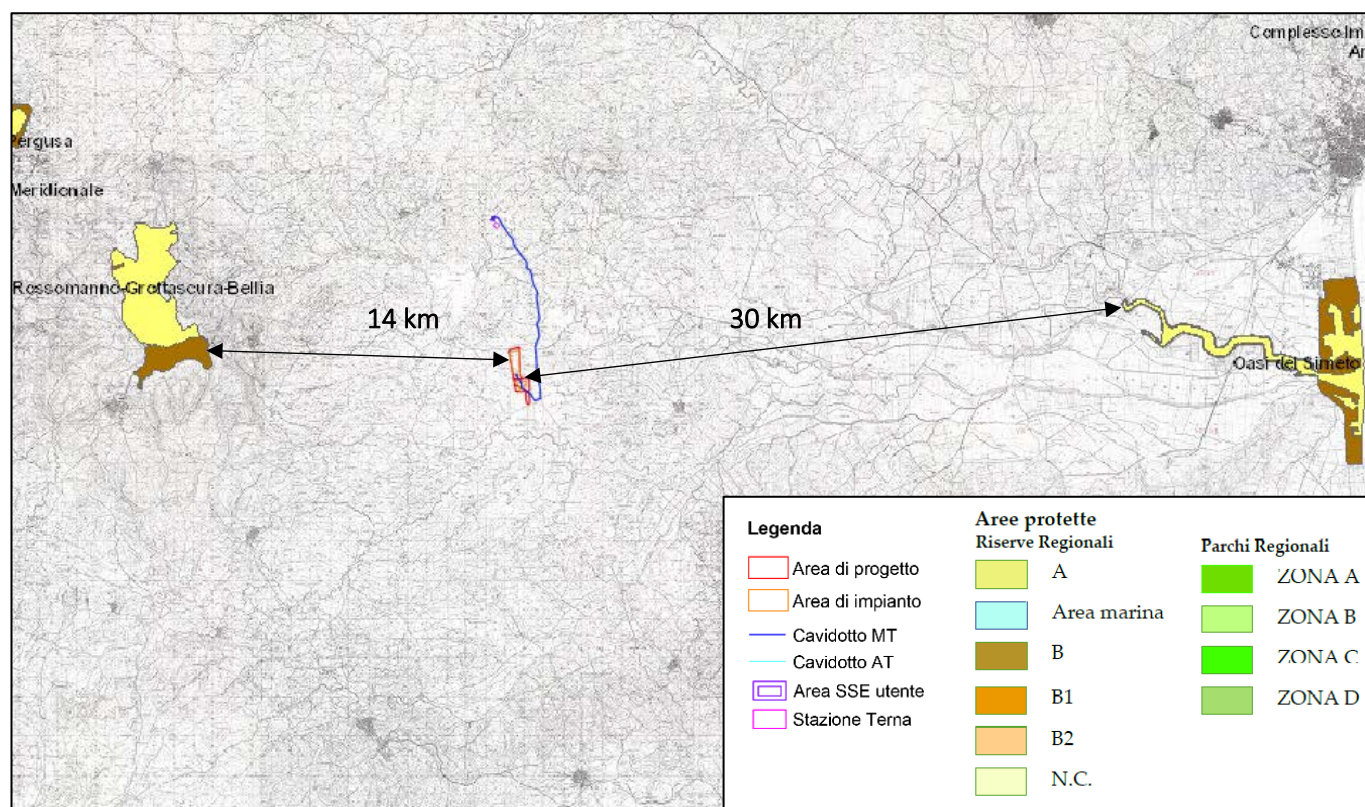 Complesso Im
Ar
Pergusa
Meridionale
Rossomanno-Grottascura-Bellia
14 km
30 km
Oasi del Simeto
Legenda
Area di progetto
Area di impianto
Cavidotto MT
Cavidotto AT
Area SSE utente
Stazione Terna
Aree protette
Riserve Regionali
A
Area marina
B
B1
B2
N.C.
Parchi Regionali
ZONA A
ZONA B
ZONA C
ZONA D